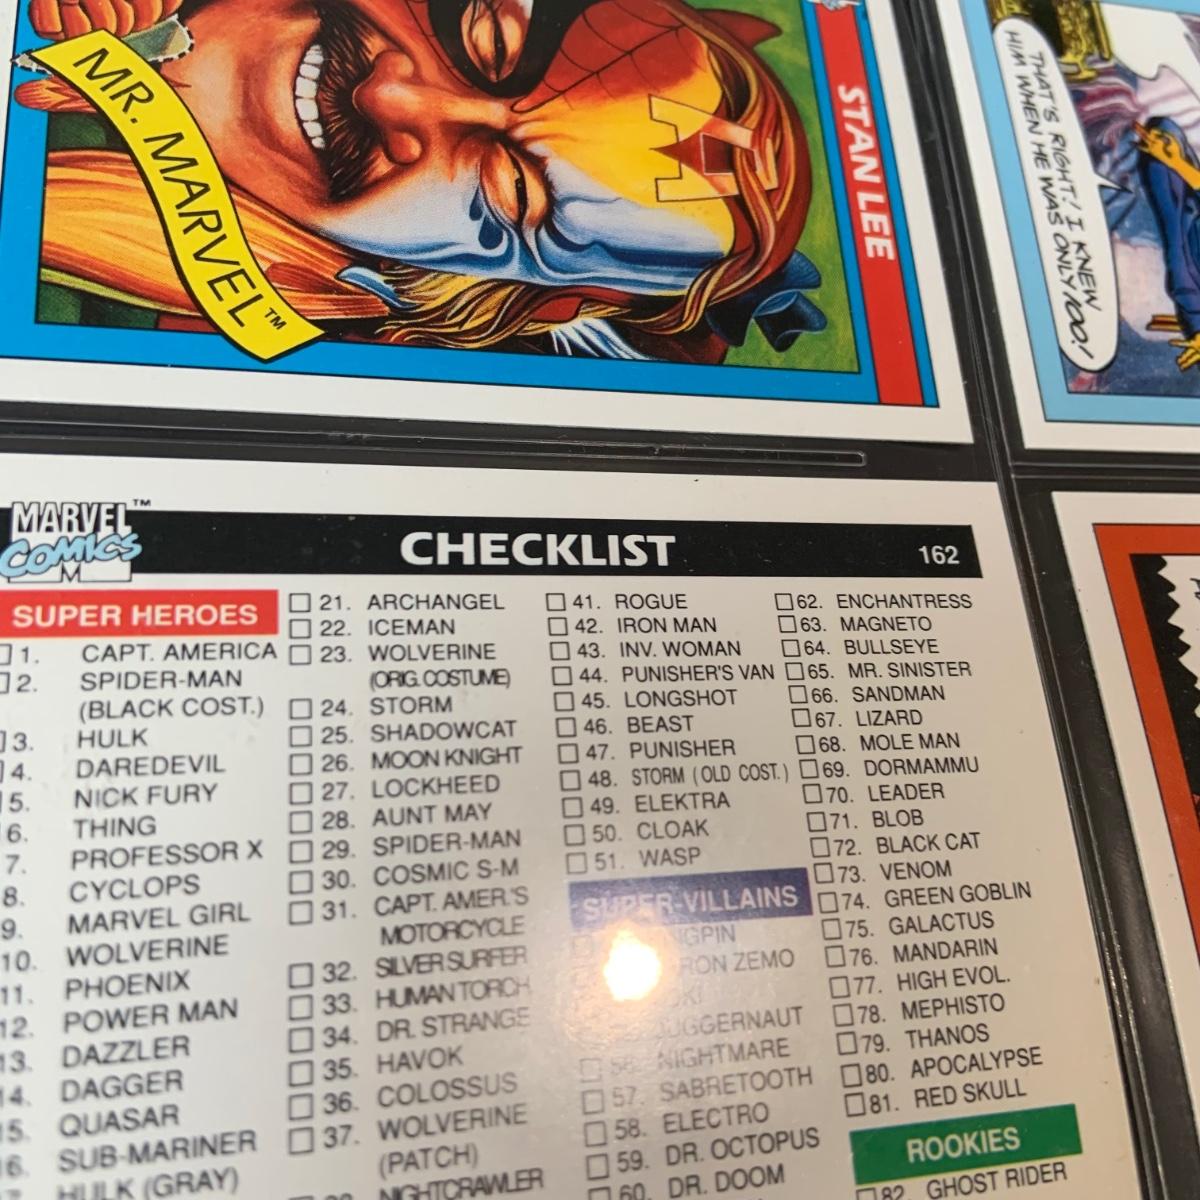 MR. MARVEL™
STAN LEE
THAT'S RIGHT! I KNEW
HIM WHEN HE WAS ONLY 100!
MARVEL™
COMICS
M
CHECKLIST
162
SUPER HEROES
1. CAPT. AMERICA
2. SPIDER-MAN
(BLACK COST.)
3. HULK
4. DAREDEVIL
5. NICK FURY
6. THING
7. PROFESSOR X
8. CYCLOPS
9. MARVEL GIRL
10. WOLVERINE
11. PHOENIX
12. POWER MAN
13. DAZZLER
14. DAGGER
15. QUASAR
16. SUB-MARINER
HULK (GRAY)
21. ARCHANGEL
22. ICEMAN
23. WOLVERINE
(ORIG. COSTUME)
24. STORM
25. SHADOWCAT
26. MOON KNIGHT
27. LOCKHEED
28. AUNT MAY
29. SPIDER-MAN
30. COSMIC S-M
31. CAPT. AMER.'S
MOTORCYCLE
32. SILVER SURFER
33. HUMAN TORCH
34. DR. STRANGE
35. HAVOK
36. COLOSSUS
37. WOLVERINE
(PATCH)
NIGHTCRAWLER
41. ROGUE
42. IRON MAN
43. INV. WOMAN
44. PUNISHER'S VAN
45. LONGSHOT
46. BEAST
47. PUNISHER
48. STORM (OLD COST.)
49. ELEKTRA
50. CLOAK
51. WASP
SUPER-VILLAINS
NGPIN
RON ZEMO
OKI
JUGGERNAUT
56. NIGHTMARE
57. SABRETOOTH
58. ELECTRO
59. DR. OCTOPUS
60. DR. DOOM
62. ENCHANTRESS
63. MAGNETO
64. BULLSEYE
65. MR. SINISTER
66. SANDMAN
67. LIZARD
68. MOLE MAN
69. DORMAMMU
70. LEADER
71. BLOB
72. BLACK CAT
73. VENOM
74. GREEN GOBLIN
75. GALACTUS
76. MANDARIN
77. HIGH EVOL.
78. MEPHISTO
79. THANOS
80. APOCALYPSE
81. RED SKULL
ROOKIES
82. GHOST RIDER